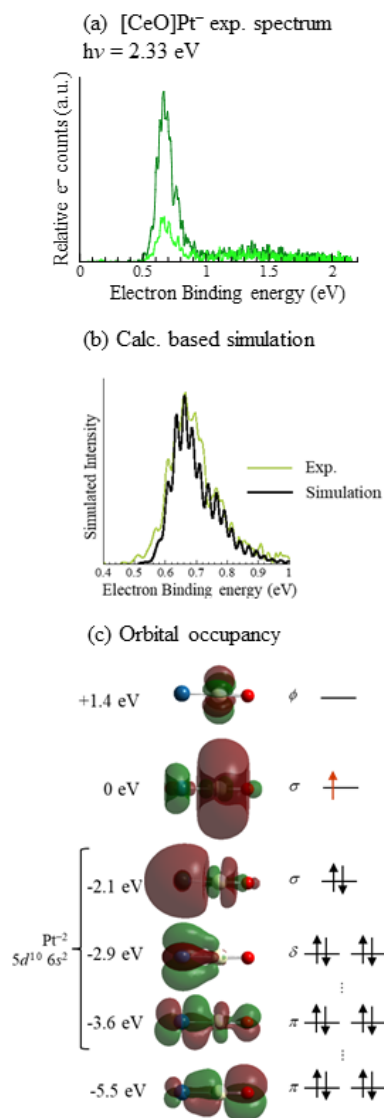 (a) [CeO]Pt⁻ exp. spectrum
hν = 2.33 eV
Relative e⁻ counts (a.u.)
0 0.5 1 1.5 2
Electron Binding energy (eV)
(b) Calc. based simulation
Simulated Intensity
Exp.
Simulation
0.4 0.5 0.6 0.7 0.8 0.9 1
Electron Binding energy (eV)
(c) Orbital occupancy
+1.4 eV ϕ
0 eV σ
-2.1 eV σ
Pt⁻²
5d¹⁰ 6s²
-2.9 eV δ
-3.6 eV π
-5.5 eV π